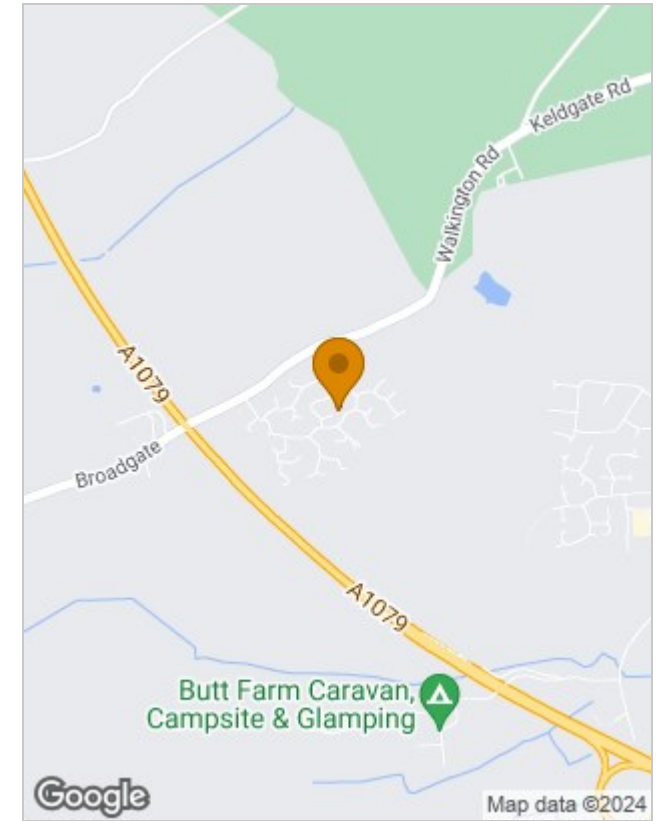 Keldgate Rd
Walkington Rd
A1079
Broadgate
A1079
Butt Farm Caravan,
Campsite & Glamping
Google
Map data ©2024